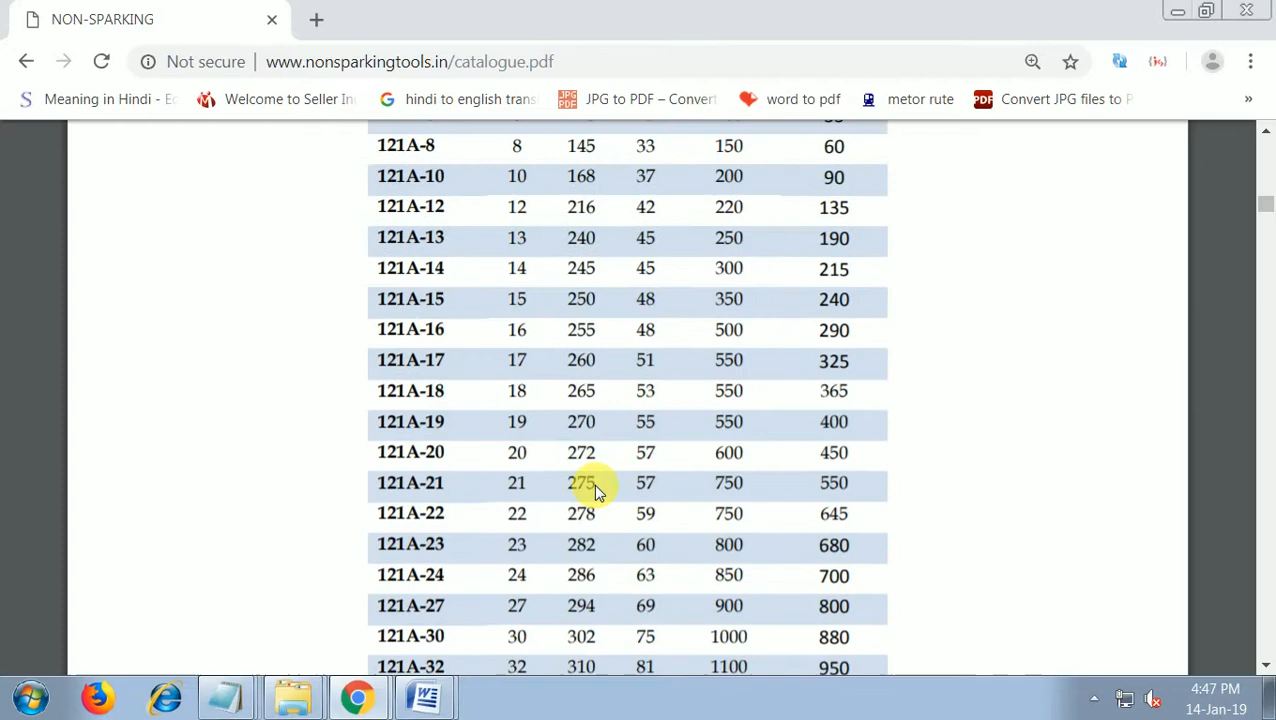 NON-SPARKING
Not secure | www.nonsparkingtools.in/catalogue.pdf
Meaning in Hindi - Ec Welcome to Seller In hindi to english trans JPG to PDF – Convert word to pdf metor rute Convert JPG files to P »
121A-8 8 145 33 150 60
121A-10 10 168 37 200 90
121A-12 12 216 42 220 135
121A-13 13 240 45 250 190
121A-14 14 245 45 300 215
121A-15 15 250 48 350 240
121A-16 16 255 48 500 290
121A-17 17 260 51 550 325
121A-18 18 265 53 550 365
121A-19 19 270 55 550 400
121A-20 20 272 57 600 450
121A-21 21 275 57 750 550
121A-22 22 278 59 750 645
121A-23 23 282 60 800 680
121A-24 24 286 63 850 700
121A-27 27 294 69 900 800
121A-30 30 302 75 1000 880
121A-32 32 310 81 1100 950
4:47 PM
14-Jan-19